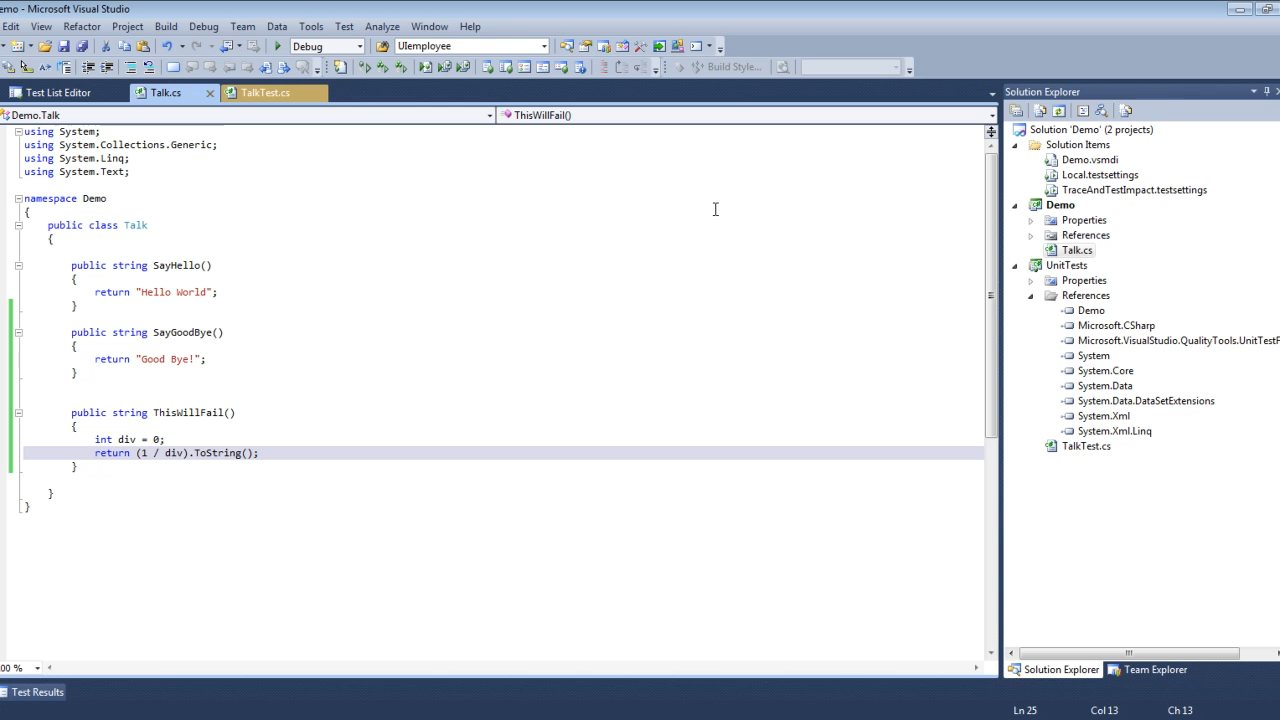 emo - Microsoft Visual Studio
Edit View Refactor Project Build Debug Team Data Tools Test Analyze Window Help
Debug UIemployee
Build Style...
Test List Editor Talk.cs TalkTest.cs
Demo.Talk ThisWillFail()
using System;
using System.Collections.Generic;
using System.Linq;
using System.Text;
namespace Demo
{
public class Talk
{
public string SayHello()
{
return "Hello World";
}
public string SayGoodBye()
{
return "Good Bye!";
}
public string ThisWillFail()
{
int div = 0;
return (1 / div).ToString();
}
}
}
00 %
Test Results
Solution Explorer
Solution 'Demo' (2 projects)
Solution Items
Demo.vsmdi
Local.testsettings
TraceAndTestImpact.testsettings
Demo
Properties
References
Talk.cs
UnitTests
Properties
References
Demo
Microsoft.CSharp
Microsoft.VisualStudio.QualityTools.UnitTestF
System
System.Core
System.Data
System.Data.DataSetExtensions
System.Xml
System.Xml.Linq
TalkTest.cs
Solution Explorer Team Explorer
Ln 25 Col 13 Ch 13